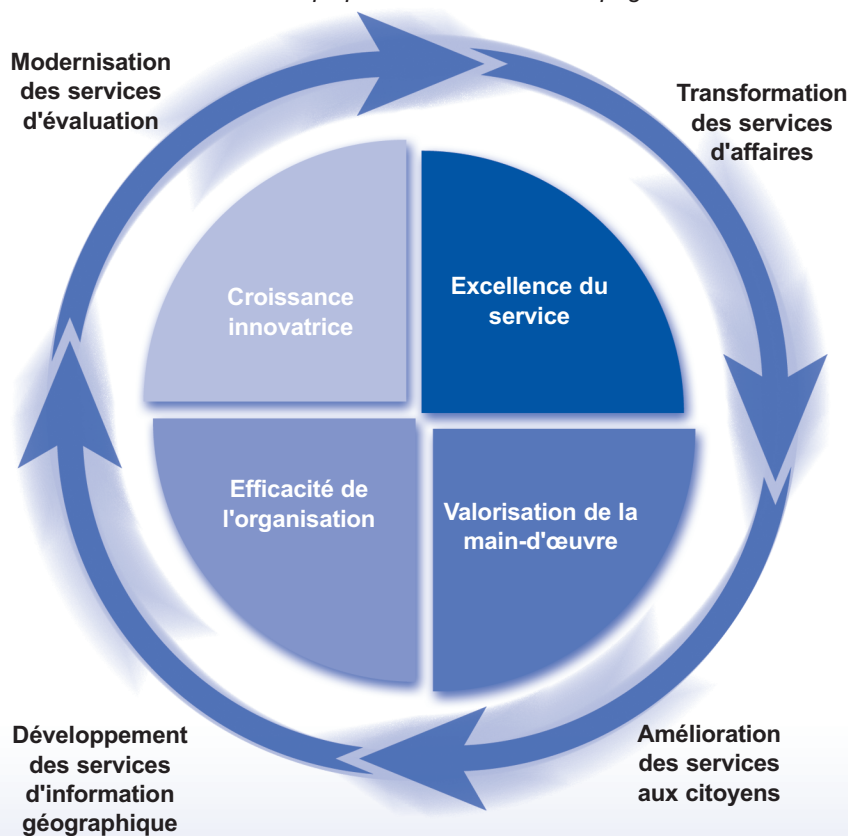 Modernisation
des services
d'évaluation
Transformation
des services
d'affaires
Croissance
innovatrice
Excellence du
service
Efficacité de
l'organisation
Valorisation de la
main-d'œuvre
Développement
des services
d'information
géographique
Amélioration
des services
aux citoyens